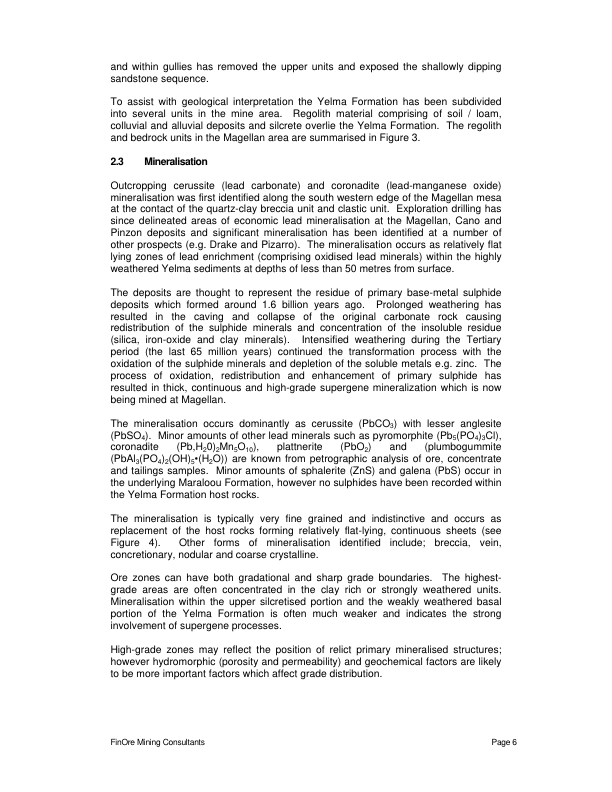 and within gullies has removed the upper units and exposed the shallowly dipping
sandstone sequence.
To assist with geological interpretation the Yelma Formation has been subdivided
into several units in the mine area. Regolith material comprising of soil / loam,
colluvial and alluvial deposits and silcrete overlie the Yelma Formation. The regolith
and bedrock units in the Magellan area are summarised in Figure 3.
2.3 Mineralisation
Outcropping cerussite (lead carbonate) and coronadite (lead-manganese oxide)
mineralisation was first identified along the south western edge of the Magellan mesa
at the contact of the quartz-clay breccia unit and clastic unit. Exploration drilling has
since delineated areas of economic lead mineralisation at the Magellan, Cano and
Pinzon deposits and significant mineralisation has been identified at a number of
other prospects (e.g. Drake and Pizarro). The mineralisation occurs as relatively flat
lying zones of lead enrichment (comprising oxidised lead minerals) within the highly
weathered Yelma sediments at depths of less than 50 metres from surface.
The deposits are thought to represent the residue of primary base-metal sulphide
deposits which formed around 1.6 billion years ago. Prolonged weathering has
resulted in the caving and collapse of the original carbonate rock causing
redistribution of the sulphide minerals and concentration of the insoluble residue
(silica, iron-oxide and clay minerals). Intensified weathering during the Tertiary
period (the last 65 million years) continued the transformation process with the
oxidation of the sulphide minerals and depletion of the soluble metals e.g. zinc. The
process of oxidation, redistribution and enhancement of primary sulphide has
resulted in thick, continuous and high-grade supergene mineralization which is now
being mined at Magellan.
The mineralisation occurs dominantly as cerussite (PbCO₃) with lesser anglesite
(PbSO₄). Minor amounts of other lead minerals such as pyromorphite (Pb₅(PO₄)₃Cl),
coronadite (Pb,H₂0)₂Mn₅O₁₀), plattnerite (PbO₂) and (plumbogummite
(PbAl₃(PO₄)₂(OH)₅•(H₂O)) are known from petrographic analysis of ore, concentrate
and tailings samples. Minor amounts of sphalerite (ZnS) and galena (PbS) occur in
the underlying Maraloou Formation, however no sulphides have been recorded within
the Yelma Formation host rocks.
The mineralisation is typically very fine grained and indistinctive and occurs as
replacement of the host rocks forming relatively flat-lying, continuous sheets (see
Figure 4). Other forms of mineralisation identified include; breccia, vein,
concretionary, nodular and coarse crystalline.
Ore zones can have both gradational and sharp grade boundaries. The highest-
grade areas are often concentrated in the clay rich or strongly weathered units.
Mineralisation within the upper silcretised portion and the weakly weathered basal
portion of the Yelma Formation is often much weaker and indicates the strong
involvement of supergene processes.
High-grade zones may reflect the position of relict primary mineralised structures;
however hydromorphic (porosity and permeability) and geochemical factors are likely
to be more important factors which affect grade distribution.
FinOre Mining Consultants Page 6